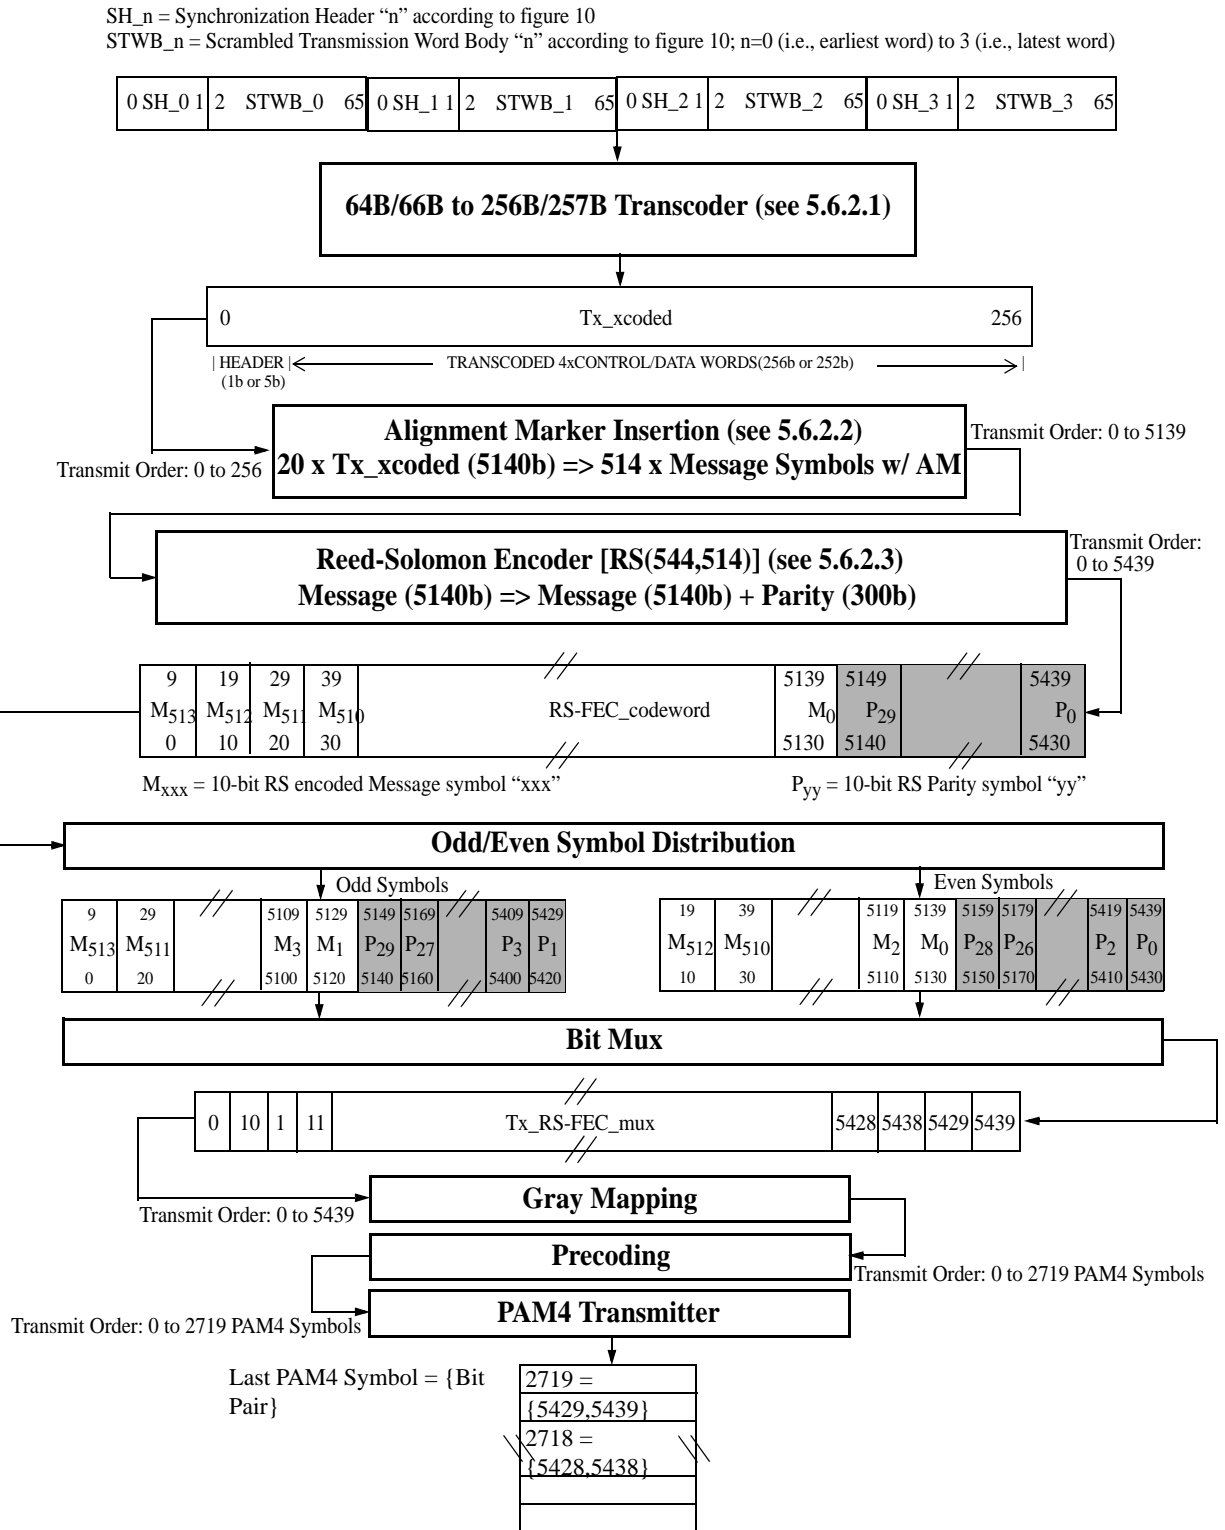 SH_n = Synchronization Header “n” according to figure 10
STWB_n = Scrambled Transmission Word Body “n” according to figure 10; n=0 (i.e., earliest word) to 3 (i.e., latest word)
0 SH_0 1 2 STWB_0 65 0 SH_1 1 2 STWB_1 65 0 SH_2 1 2 STWB_2 65 0 SH_3 1 2 STWB_3 65
64B/66B to 256B/257B Transcoder (see 5.6.2.1)
0 Tx_xcoded 256
| HEADER | TRANSCODED 4xCONTROL/DATA WORDS(256b or 252b) |
(1b or 5b)
Alignment Marker Insertion (see 5.6.2.2)
20 x Tx_xcoded (5140b) => 514 x Message Symbols w/ AM
Transmit Order: 0 to 5139
Transmit Order: 0 to 256
Reed-Solomon Encoder [RS(544,514)] (see 5.6.2.3)
Message (5140b) => Message (5140b) + Parity (300b)
Transmit Order:
0 to 5439
9 19 29 39 5139 5149 5439
M513 M512 M511 M510 RS-FEC_codeword M0 P29 P0
0 10 20 30 5130 5140 5430
Mxxx = 10-bit RS encoded Message symbol “xxx”
Pyy = 10-bit RS Parity symbol “yy”
Odd/Even Symbol Distribution
Odd Symbols
Even Symbols
9 29 5109 5129 5149 5169 5409 5429
M513 M511 M3 M1 P29 P27 P3 P1
0 20 5100 5120 5140 5160 5400 5420
19 39 5119 5139 5159 5179 5419 5439
M512 M510 M2 M0 P28 P26 P2 P0
10 30 5110 5130 5150 5170 5410 5430
Bit Mux
0 10 1 11 Tx_RS-FEC_mux 5428 5438 5429 5439
Gray Mapping
Transmit Order: 0 to 5439
Precoding
Transmit Order: 0 to 2719 PAM4 Symbols
PAM4 Transmitter
Transmit Order: 0 to 2719 PAM4 Symbols
Last PAM4 Symbol = {Bit
Pair}
2719 =
{5429,5439}
2718 =
{5428,5438}